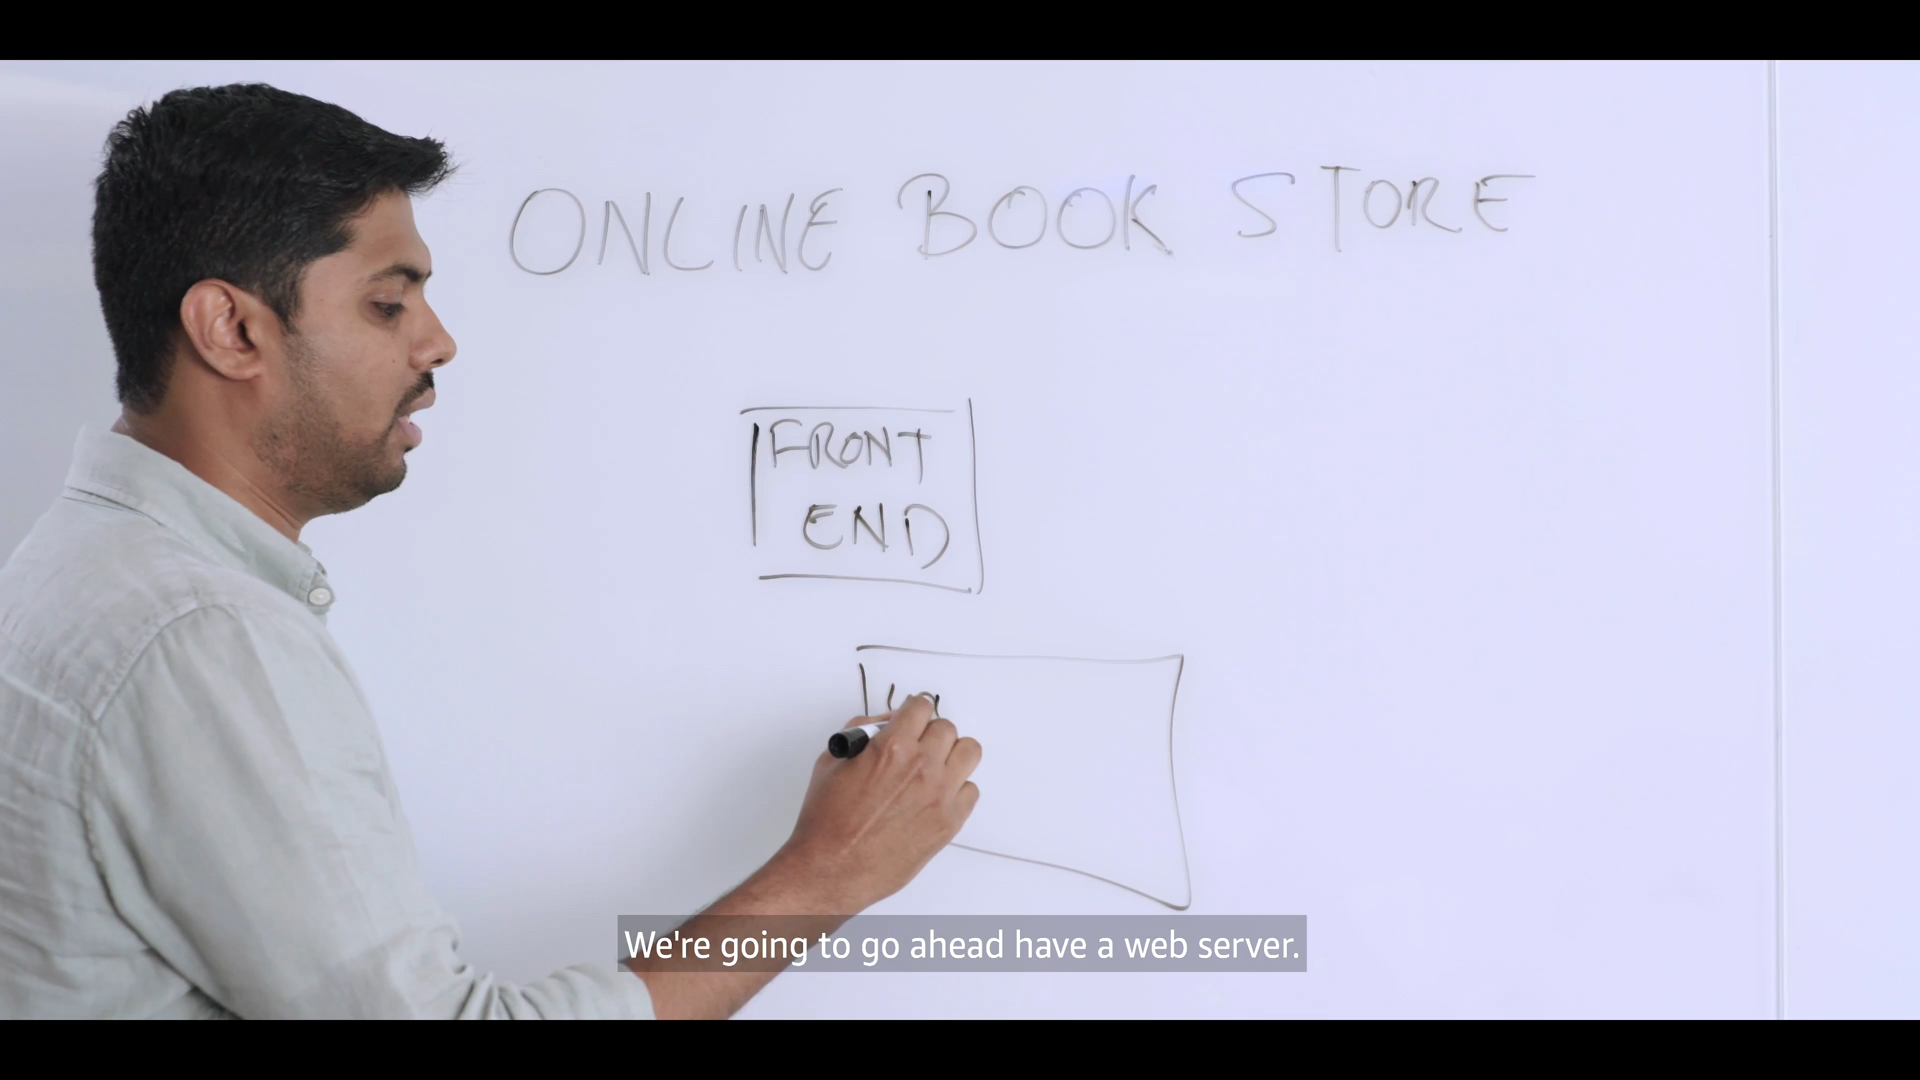 ONLINE BOOK STORE
FRONT
END
We're going to go ahead have a web server.